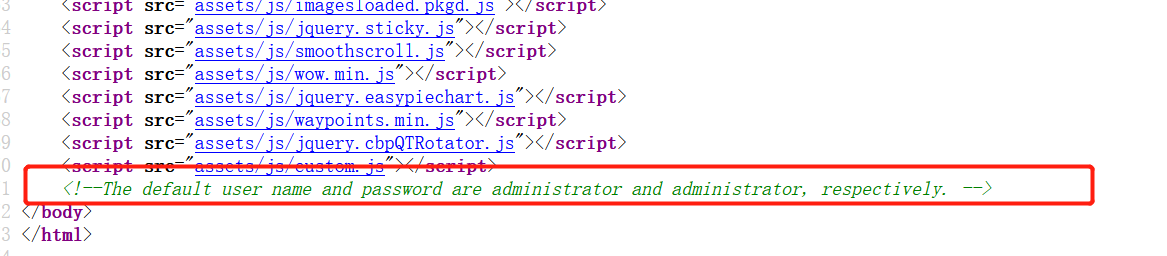 3 <script src="assets/js/imagesloaded.pkgd.js"></script>
4 <script src="assets/js/jquery.sticky.js"></script>
5 <script src="assets/js/smoothscroll.js"></script>
6 <script src="assets/js/wow.min.js"></script>
7 <script src="assets/js/jquery.easypiechart.js"></script>
8 <script src="assets/js/waypoints.min.js"></script>
9 <script src="assets/js/jquery.cbpQTRotator.js"></script>
0 <script src="assets/js/custom.js"></script>
1 <!--The default user name and password are administrator and administrator, respectively. -->
2 </body>
3 </html>
4